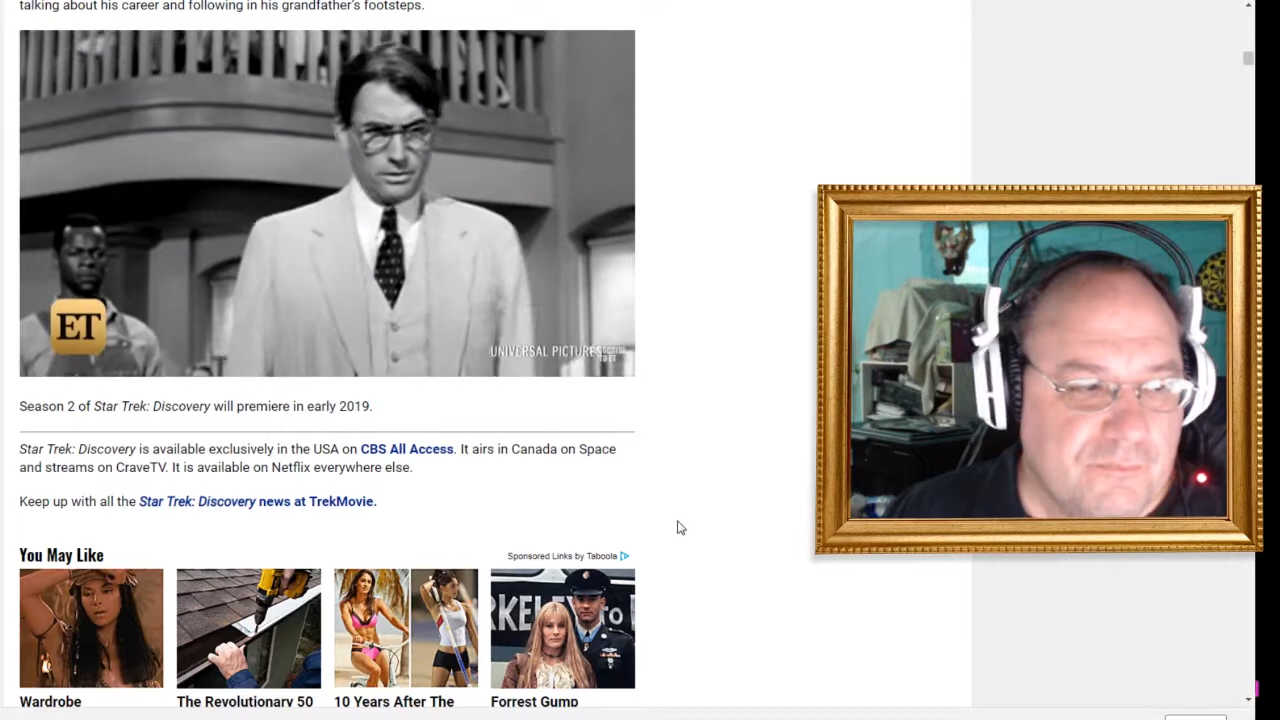 talking about his career and following in his grandfather's footsteps.
ET
UNIVERSAL PICTURES
Season 2 of Star Trek: Discovery will premiere in early 2019.
Star Trek: Discovery is available exclusively in the USA on CBS All Access. It airs in Canada on Space
and streams on CraveTV. It is available on Netflix everywhere else.
Keep up with all the Star Trek: Discovery news at TrekMovie.
You May Like
Sponsored Links by Taboola
RKELEY to
Wardrobe
The Revolutionary 50
10 Years After The
Forrest Gump